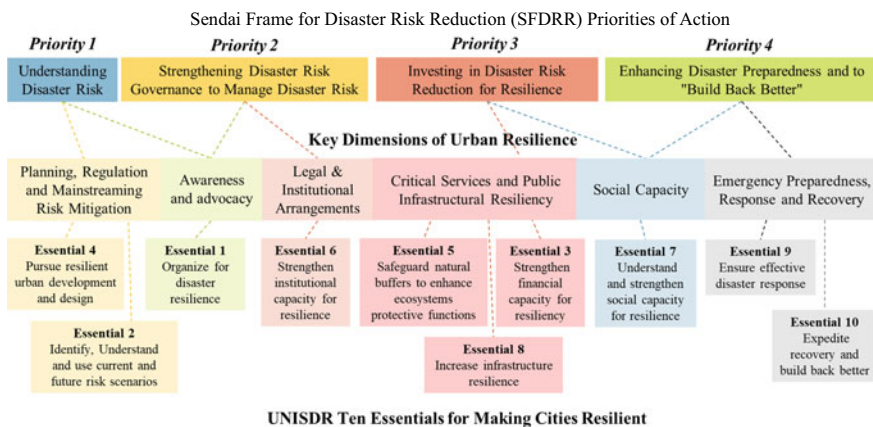 Sendai Frame for Disaster Risk Reduction (SFDRR) Priorities of Action
Priority 1
Priority 2
Priority 3
Priority 4
Understanding
Disaster Risk
Strengthening Disaster Risk
Governance to Manage Disaster Risk
Investing in Disaster Risk
Reduction for Resilience
Enhancing Disaster Preparedness and to
"Build Back Better"
Key Dimensions of Urban Resilience
Planning, Regulation
and Mainstreaming
Risk Mitigation
Awareness
and advocacy
Legal &
Institutional
Arrangements
Critical Services and Public
Infrastructural Resiliency
Social Capacity
Emergency Preparedness,
Response and Recovery
Essential 4
Pursue resilient
urban development
and design
Essential 1
Organize for
disaster
resilience
Essential 6
Strengthen
institutional
capacity for
resilience
Essential 5
Safeguard natural
buffers to enhance
ecosystems
protective functions
Essential 3
Strengthen
financial
capacity for
resiliency
Essential 7
Understand
and strengthen
social capacity
for resilience
Essential 9
Ensure effective
disaster response
Essential 2
Identify, Understand
and use current and
future risk scenarios
Essential 8
Increase infrastructure
resilience
Essential 10
Expedite
recovery and
build back better
UNISDR Ten Essentials for Making Cities Resilient